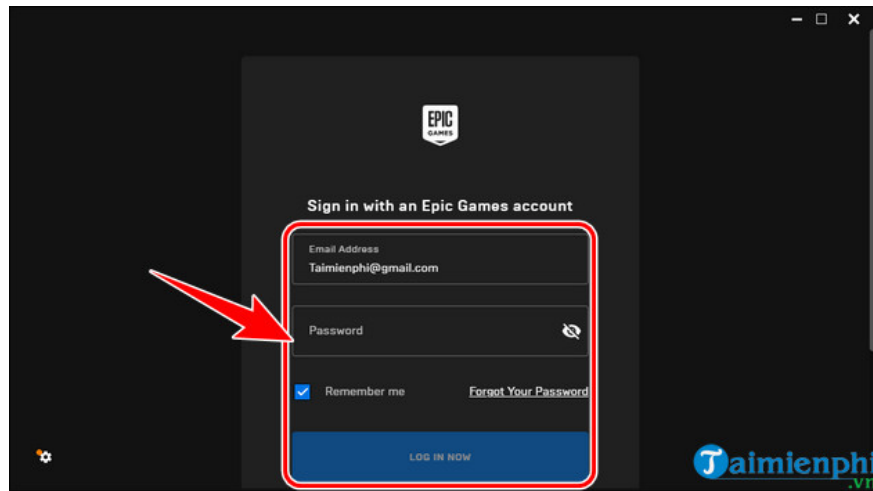 EPIC
GAMES
Sign in with an Epic Games account
Email Address
Taimienphi@gmail.com
Password
Remember me Forgot Your Password
LOG IN NOW
Taimienphi
.vn